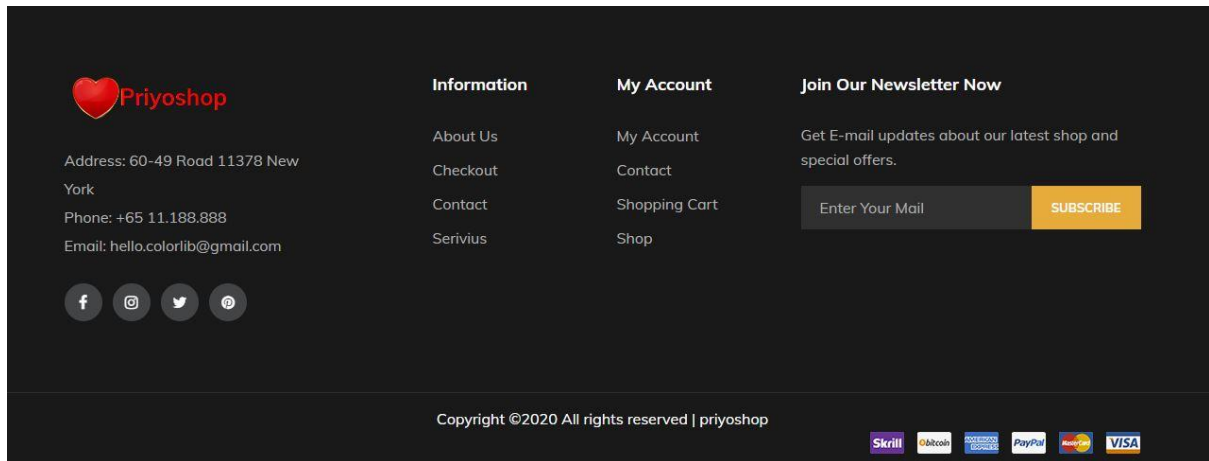 Priyoshop
Address: 60-49 Road 11378 New
York
Phone: +65 11.188.888
Email: hello.colorlib@gmail.com
Information
About Us
Checkout
Contact
Serivius
My Account
My Account
Contact
Shopping Cart
Shop
Join Our Newsletter Now
Get E-mail updates about our latest shop and
special offers.
Enter Your Mail
SUBSCRIBE
Copyright ©2020 All rights reserved | priyoshop
Skrill
bitcoin
AMERICAN
EXPRESS
PayPal
MasterCard
VISA